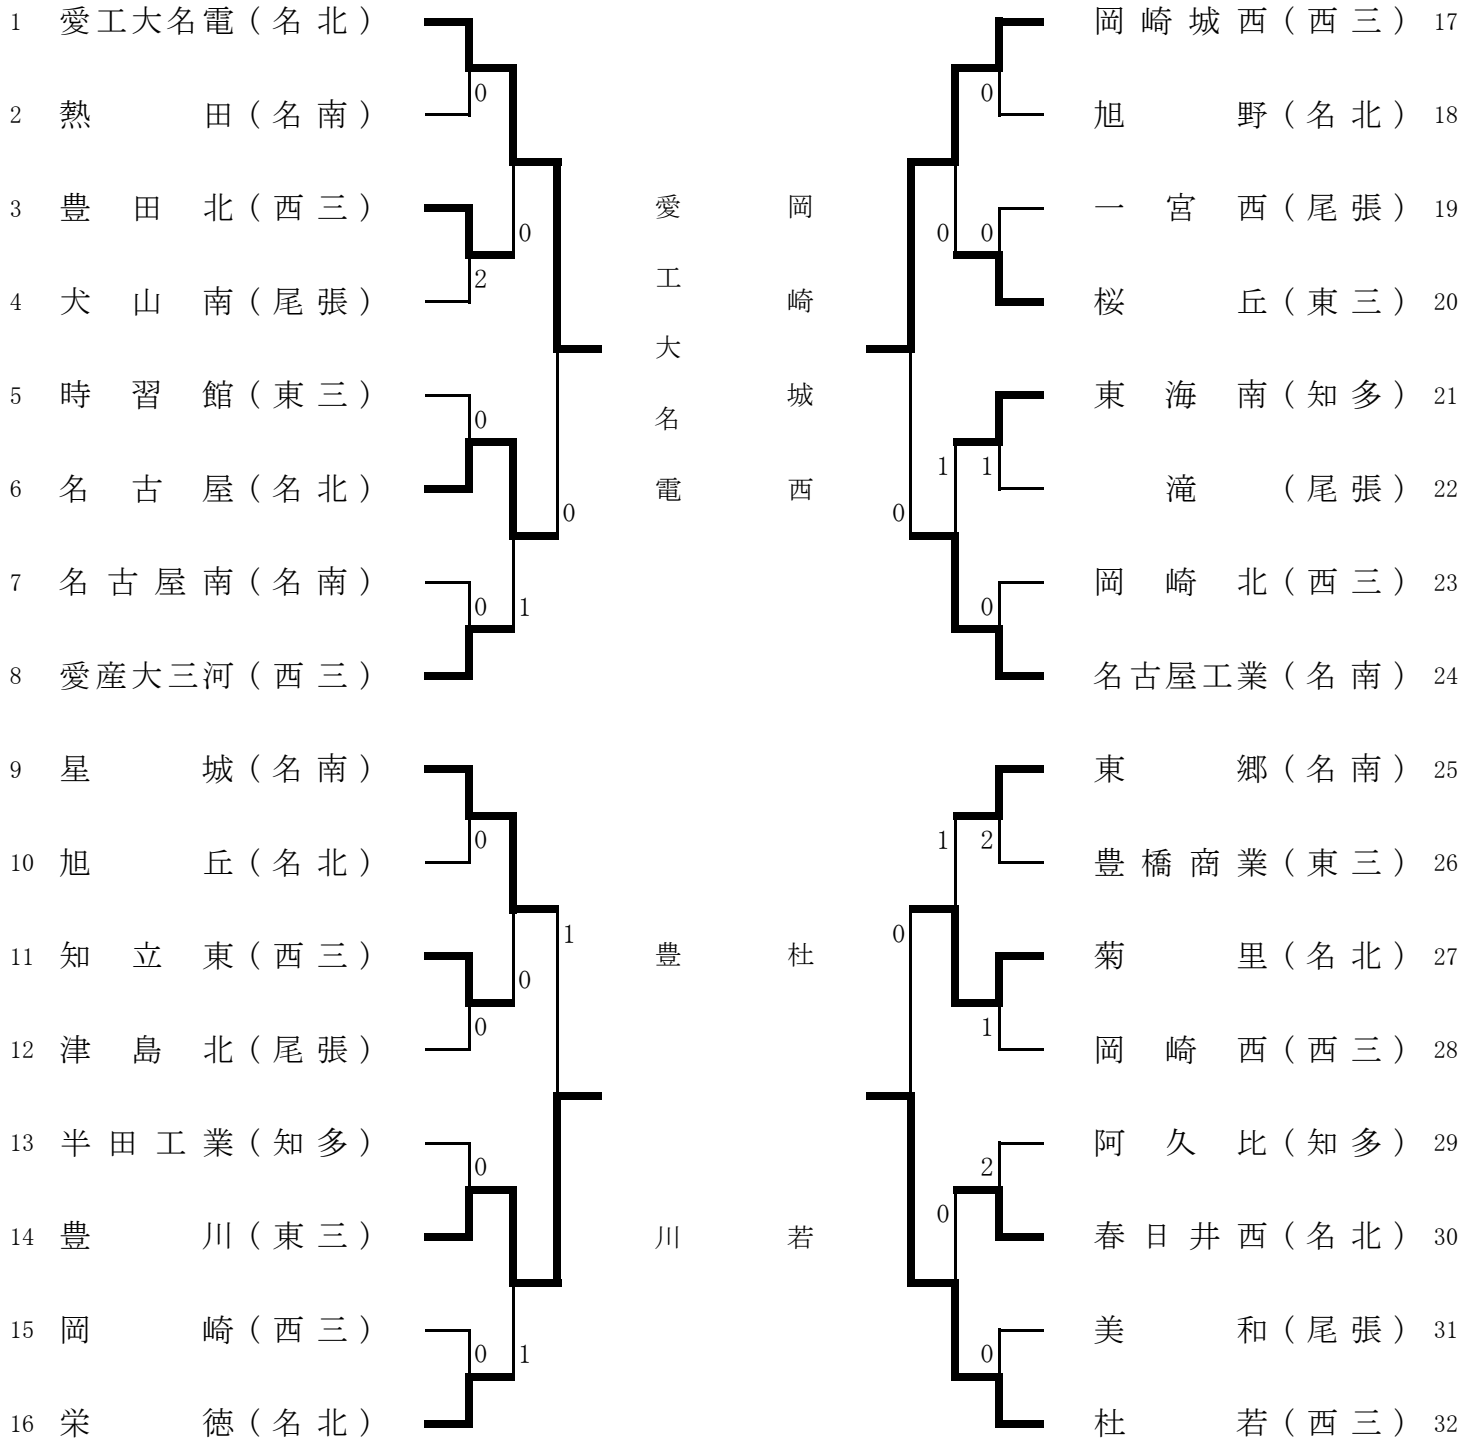 1 愛工大名電(名北)
2 熱田(名南)
3 豊田北(西三)
4 犬山南(尾張)
5 時習館(東三)
6 名古屋(名北)
7 名古屋南(名南)
8 愛産大三河(西三)
9 星城(名南)
10 旭丘(名北)
11 知立東(西三)
12 津島北(尾張)
13 半田工業(知多)
14 豊川(東三)
15 岡崎(西三)
16 栄徳(名北)
0
0
2
0
0
0
1
0
1
0
0
0
0
1
愛工大名電
豊川
岡崎城西
杜若
0
0
0
1
1
0
0
1
2
0
1
2
0
0
岡崎城西(西三) 17
旭野(名北) 18
一宮西(尾張) 19
桜丘(東三) 20
東海南(知多) 21
滝(尾張) 22
岡崎北(西三) 23
名古屋工業(名南) 24
東郷(名南) 25
豊橋商業(東三) 26
菊里(名北) 27
岡崎西(西三) 28
阿久比(知多) 29
春日井西(名北) 30
美和(尾張) 31
杜若(西三) 32